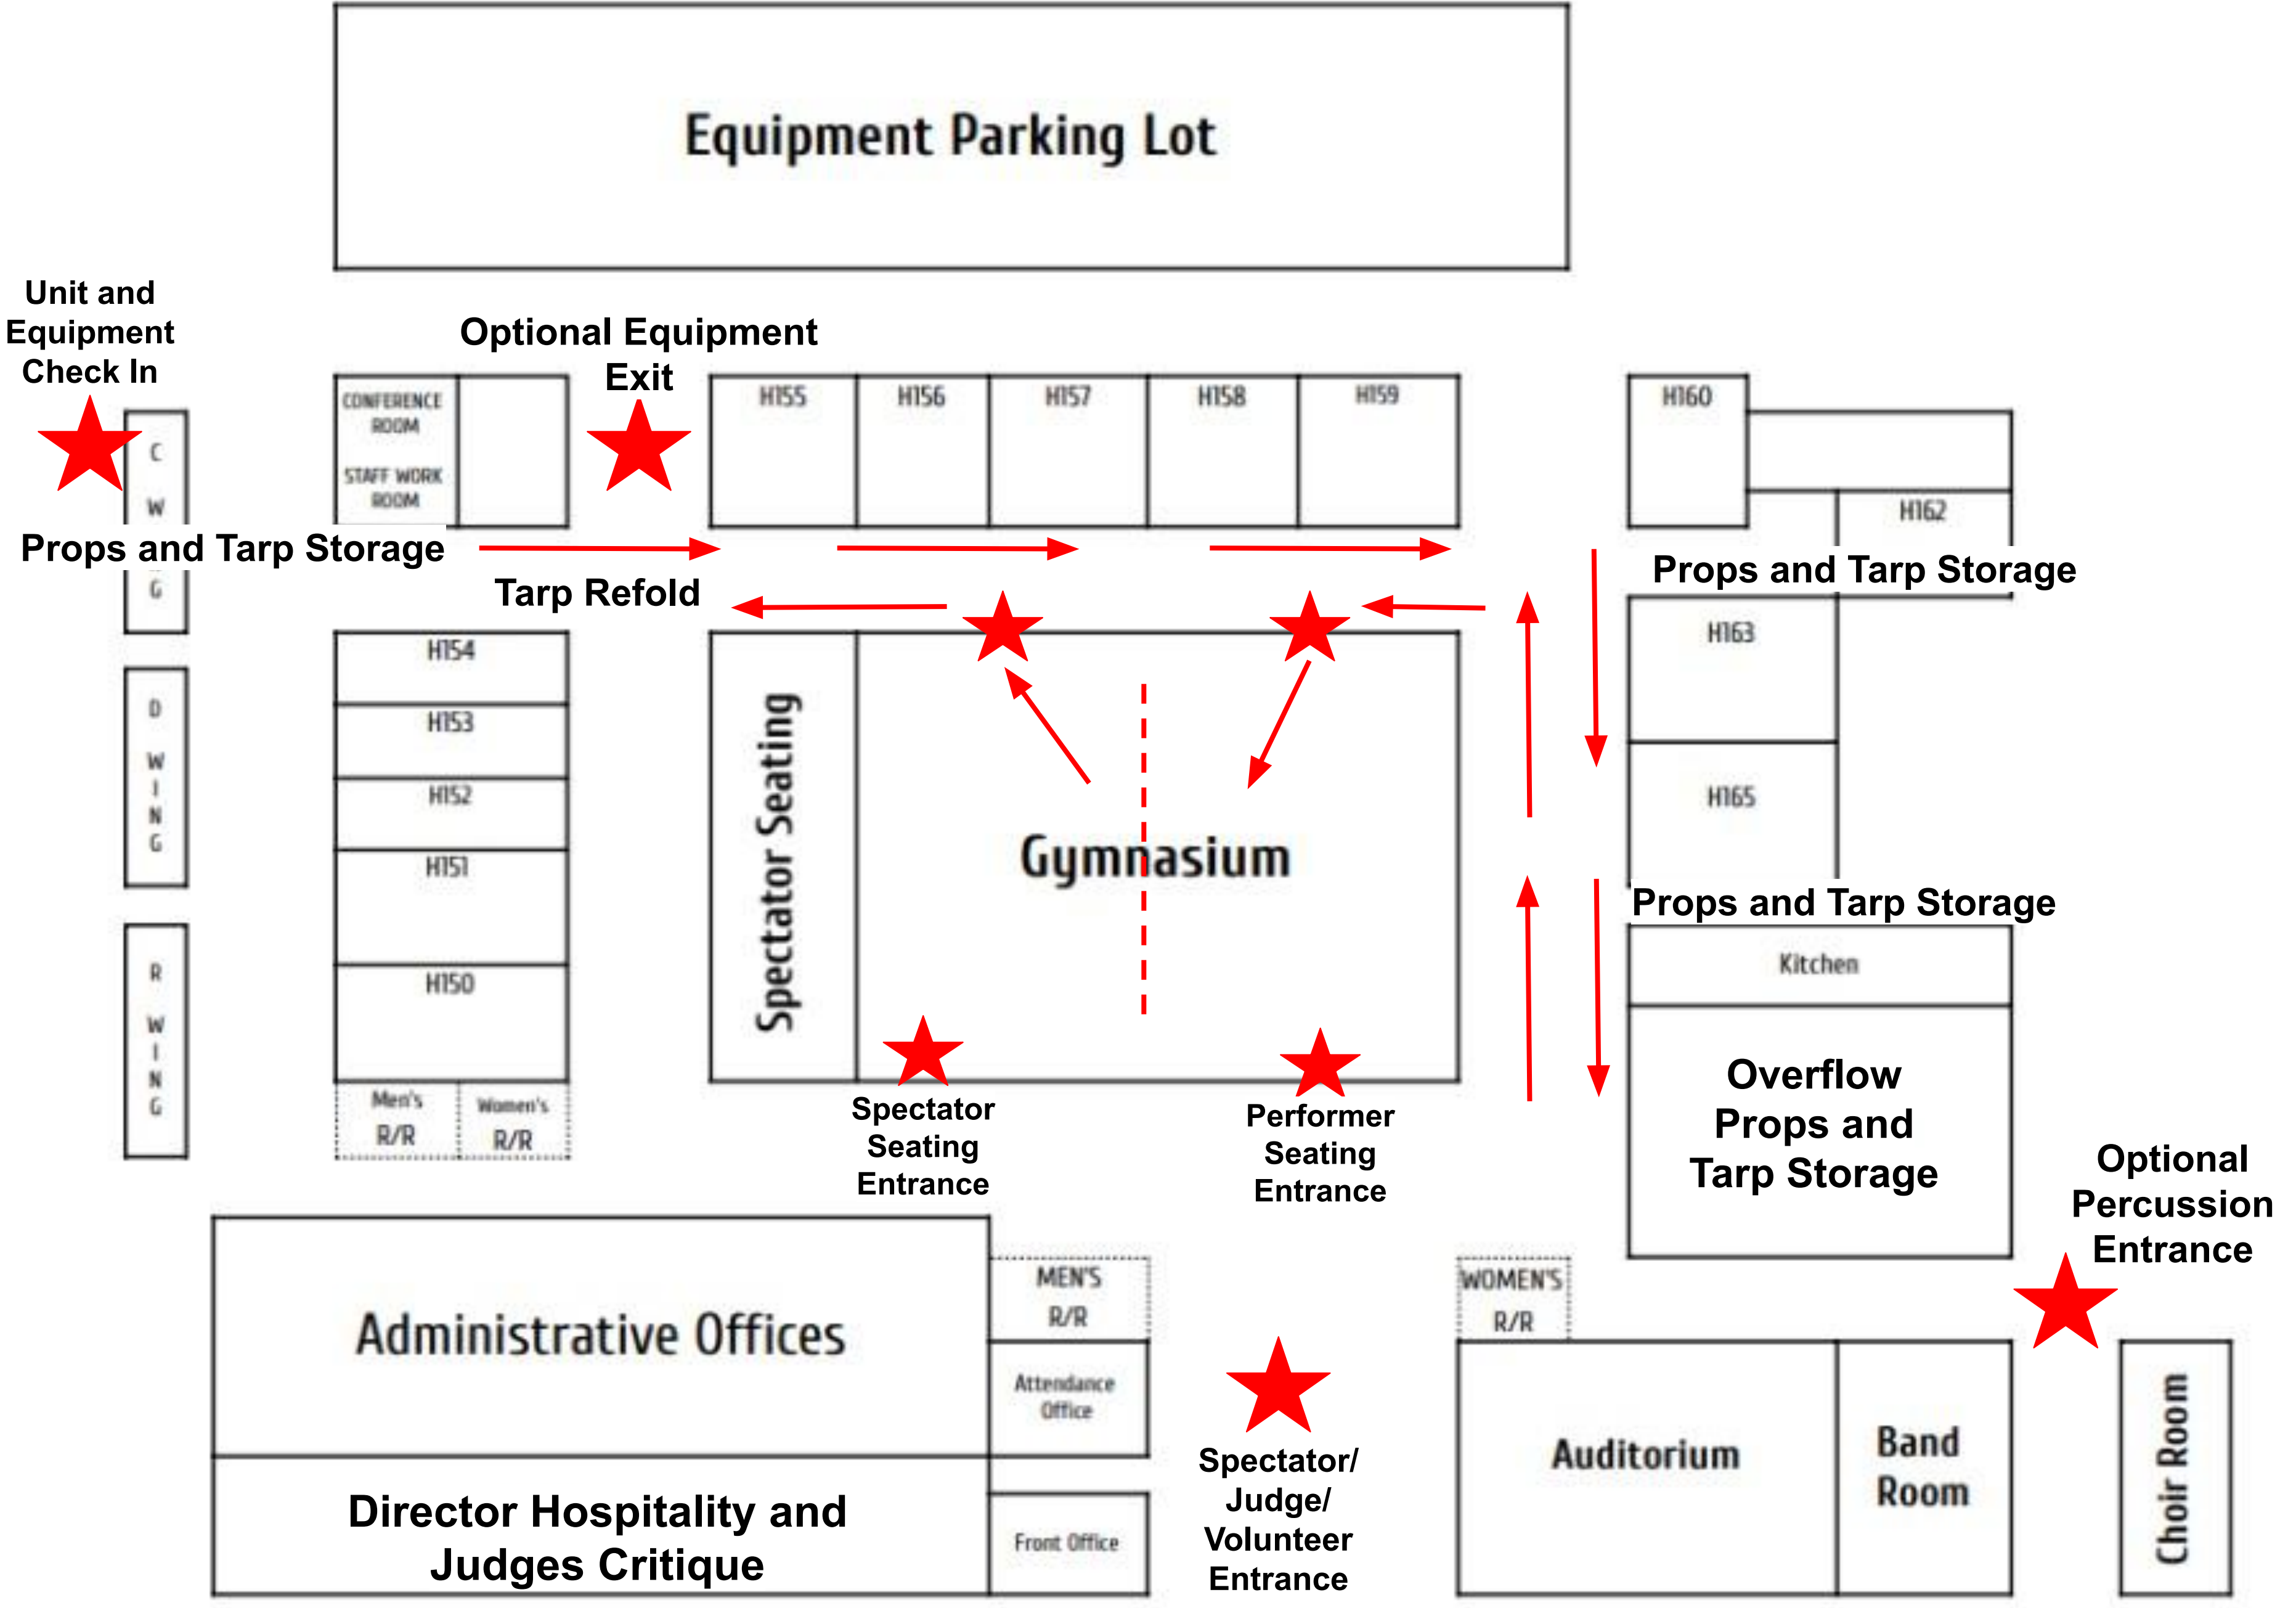 Equipment Parking Lot
Unit and
Equipment
Check In
Optional Equipment
Exit
CONFERENCE
ROOM
STAFF WORK
ROOM
H155
H156
H157
H158
H159
H160
H162
C
W
G
Props and Tarp Storage
Tarp Refold
Props and Tarp Storage
H154
H153
H152
H151
H150
H163
H165
D
W
I
N
G
R
W
I
N
G
Spectator Seating
Gymnasium
Props and Tarp Storage
Kitchen
Overflow
Props and
Tarp Storage
Men's
R/R
Women's
R/R
Spectator
Seating
Entrance
Performer
Seating
Entrance
Optional
Percussion
Entrance
Administrative Offices
MEN'S
R/R
WOMEN'S
R/R
Attendance
Office
Spectator/
Judge/
Volunteer
Entrance
Auditorium
Band
Room
Choir Room
Director Hospitality and
Judges Critique
Front Office